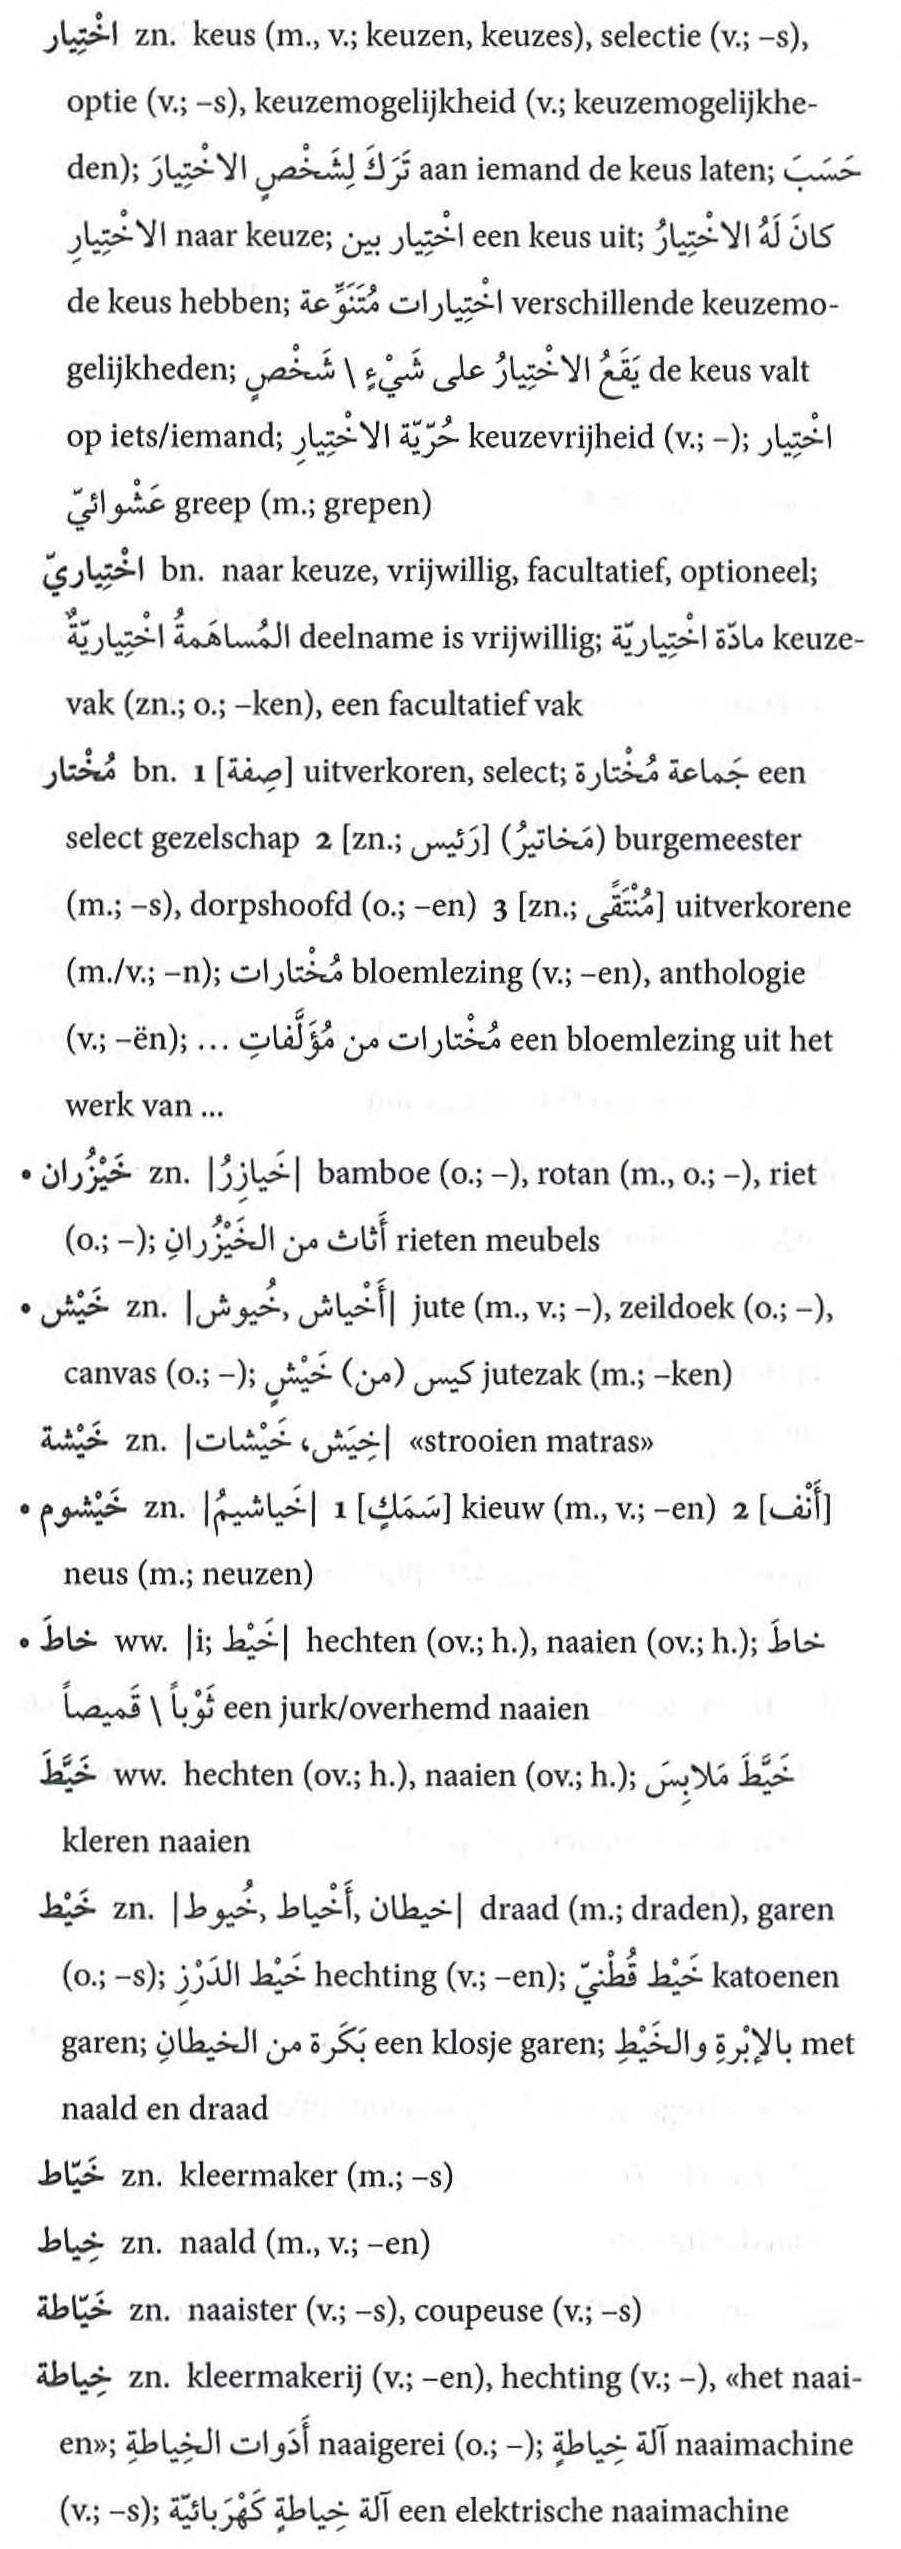 اخْتِيار zn. keus (m., v.; keuzen, keuzes), selectie (v.; –s),
optie (v.; –s), keuzemogelijkheid (v.; keuzemogelijkhe-
den); تَرَكَ لِشَخْصٍ الاخْتِيارَ aan iemand de keus laten; حَسَبَ
الاخْتِيارِ naar keuze; اخْتِيار بين een keus uit; كانَ لَهُ الاخْتِيارُ
de keus hebben; اخْتِيارات مُتَنَوِّعة verschillende keuzemo-
gelijkheden; يَقَعُ الاخْتِيارُ على شَيْءٍ \ شَخْصٍ de keus valt
op iets/iemand; حُرّيّة الاخْتِيارِ keuzevrijheid (v.; –); اخْتِيار
عَشْوائيّ greep (m.; grepen)
اخْتِياريّ bn. naar keuze, vrijwillig, facultatief, optioneel;
المُساهَمةُ اخْتِياريّةٌ deelname is vrijwillig; مادّة اخْتِياريّة keuze-
vak (zn.; o.; –ken), een facultatief vak
مُخْتار bn. 1 [صِفة] uitverkoren, select; جَماعة مُخْتارة een
select gezelschap 2 [zn.; رَئيس] (مَخاتيرُ) burgemeester
(m.; –s), dorpshoofd (o.; –en) 3 [zn.; مُنْتَقًى] uitverkorene
(m./v.; –n); مُخْتارات bloemlezing (v.; –en), anthologie
(v.; –ën); مُخْتارات من مُؤَلَّفاتِ ... een bloemlezing uit het
werk van ...
• خَيْزُران zn. |خَيازِرُ| bamboe (o.; –), rotan (m., o.; –), riet
(o.; –); أَثاث من الخَيْزُرانِ rieten meubels
• خَيْش zn. |أَخْياش, خُيوش| jute (m., v.; –), zeildoek (o.; –),
canvas (o.; –); كيس (من) خَيْشٍ jutezak (m.; –ken)
خَيْشة zn. |خِيَش، خَيْشات| «strooien matras»
• خَيْشوم zn. |خَياشيمُ| 1 [سَمَكٍ] kieuw (m., v.; –en) 2 [أَنْف]
neus (m.; neuzen)
• خاطَ ww. |i; خَيْط| hechten (ov.; h.), naaien (ov.; h.); خاطَ
ثَوْباً \ قَميصاً een jurk/overhemd naaien
خَيَّطَ ww. hechten (ov.; h.), naaien (ov.; h.); خَيَّطَ مَلابِسَ
kleren naaien
خَيْط zn. |خيطان, أَخْياط, خُيوط| draad (m.; draden), garen
(o.; –s); خَيْط الدَرْزِ hechting (v.; –en); خَيْط قُطْنيّ katoenen
garen; بَكَرة من الخيطانِ een klosje garen; بالإبْرةِ والخَيْطِ met
naald en draad
خَيّاط zn. kleermaker (m.; –s)
خِياط zn. naald (m., v.; –en)
خَيّاطة zn. naaister (v.; –s), coupeuse (v.; –s)
خِياطة zn. kleermakerij (v.; –en), hechting (v.; –), «het naai-
en»; أَدَوات الخِياطةِ naaigerei (o.; –); آلة خِياطةٍ naaimachine
(v.; –s); آلة خِياطةٍ كَهْرَبائيّة een elektrische naaimachine